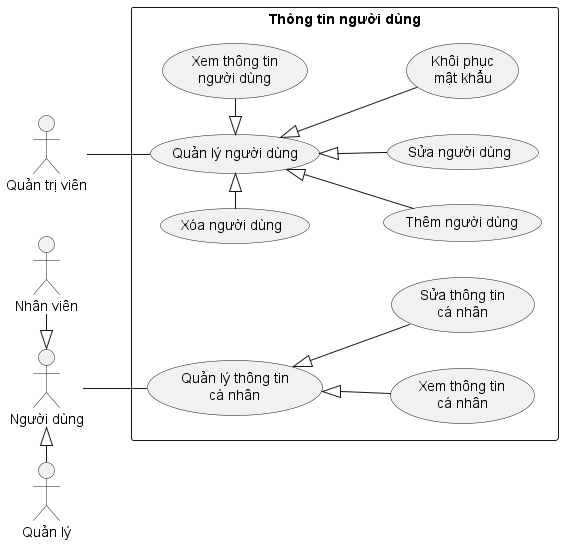 Thông tin người dùng
Xem thông tin
người dùng
Khôi phục
mật khẩu
Quản lý người dùng
Sửa người dùng
Quản trị viên
Xóa người dùng
Thêm người dùng
Nhân viên
Sửa thông tin
cá nhân
Quản lý thông tin
cá nhân
Xem thông tin
cá nhân
Người dùng
Quản lý